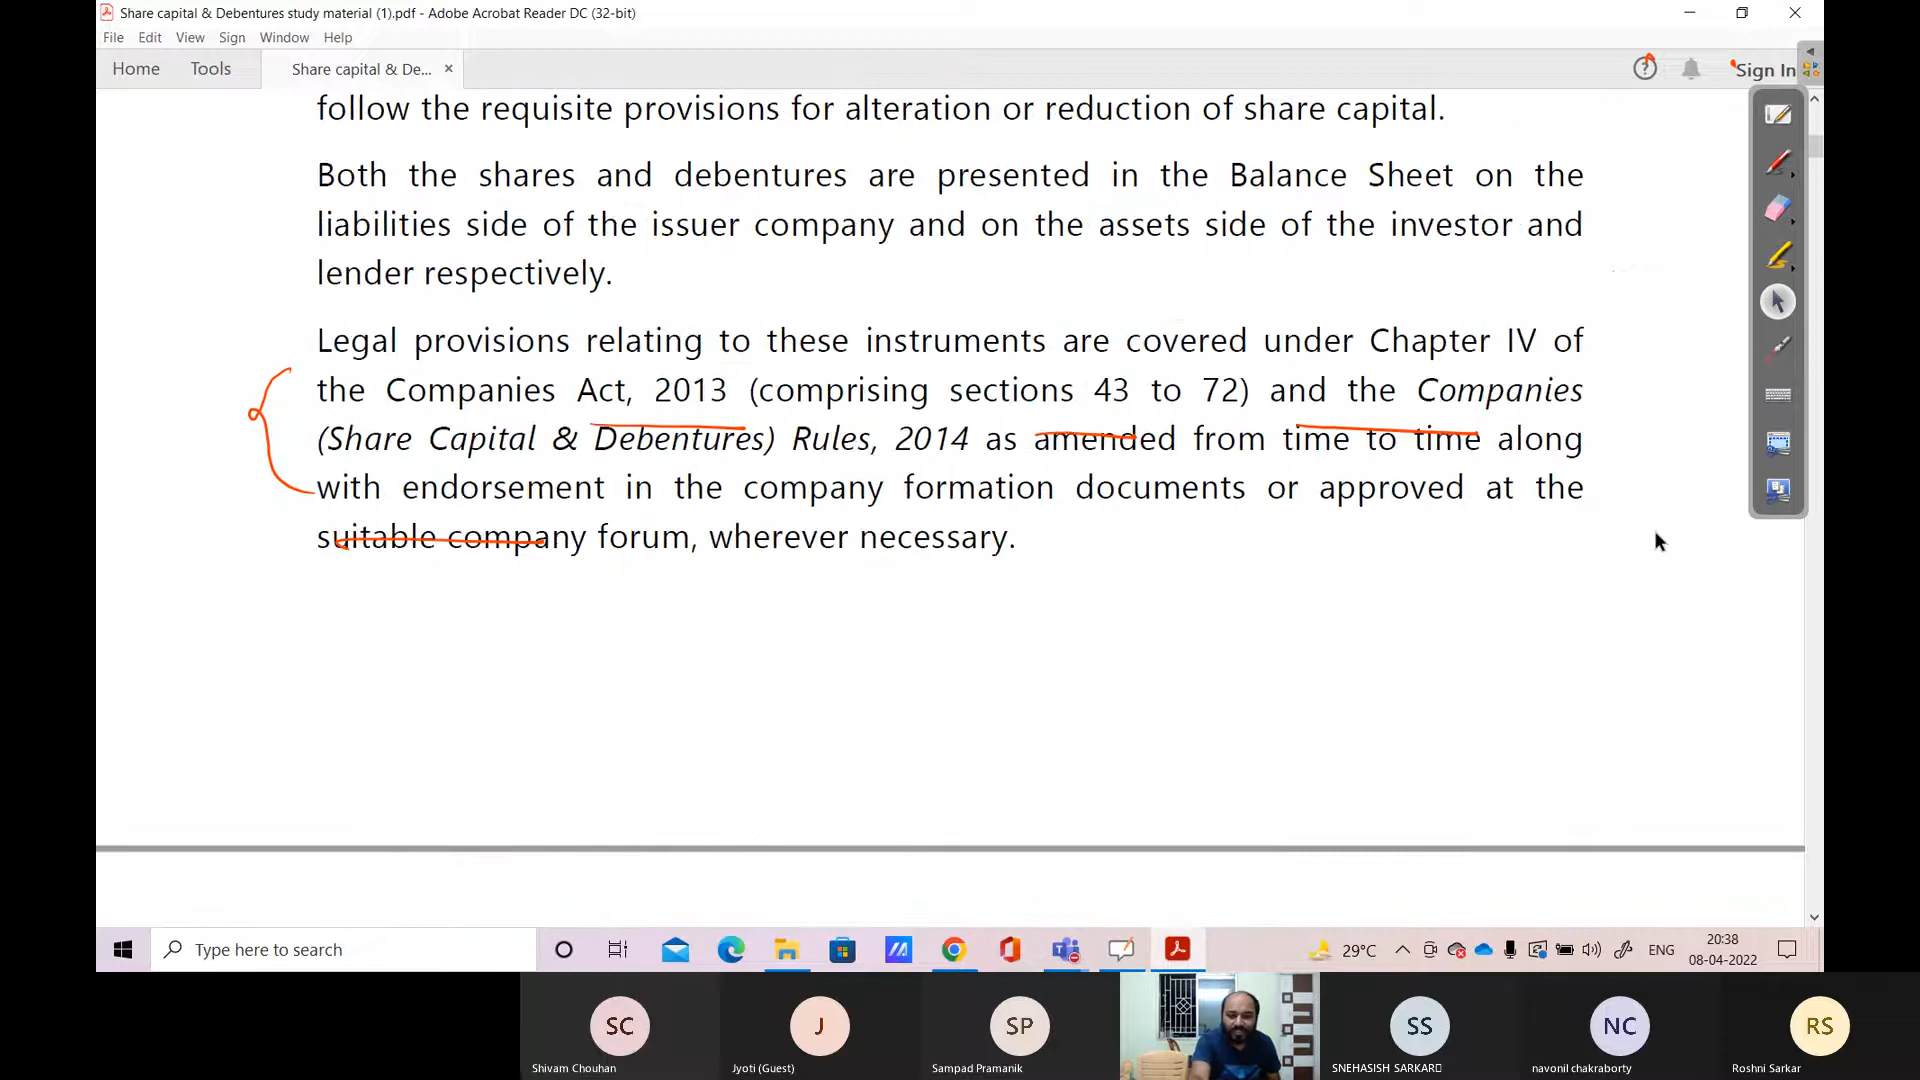 Share capital & Debentures study material (1).pdf - Adobe Acrobat Reader DC (32-bit)
File Edit View Sign Window Help
Home Tools Share capital & De... × Sign In
follow the requisite provisions for alteration or reduction of share capital.
Both the shares and debentures are presented in the Balance Sheet on the
liabilities side of the issuer company and on the assets side of the investor and
lender respectively.
Legal provisions relating to these instruments are covered under Chapter IV of
the Companies Act, 2013 (comprising sections 43 to 72) and the Companies
(Share Capital & Debentures) Rules, 2014 as amended from time to time along
with endorsement in the company formation documents or approved at the
suitable company forum, wherever necessary.
Type here to search
29°C ENG
20:38
08-04-2022
SC J SP SS NC RS
Shivam Chouhan Jyoti (Guest) Sampad Pramanik SNEHASISH SARKAR navonil chakraborty Roshni Sarkar